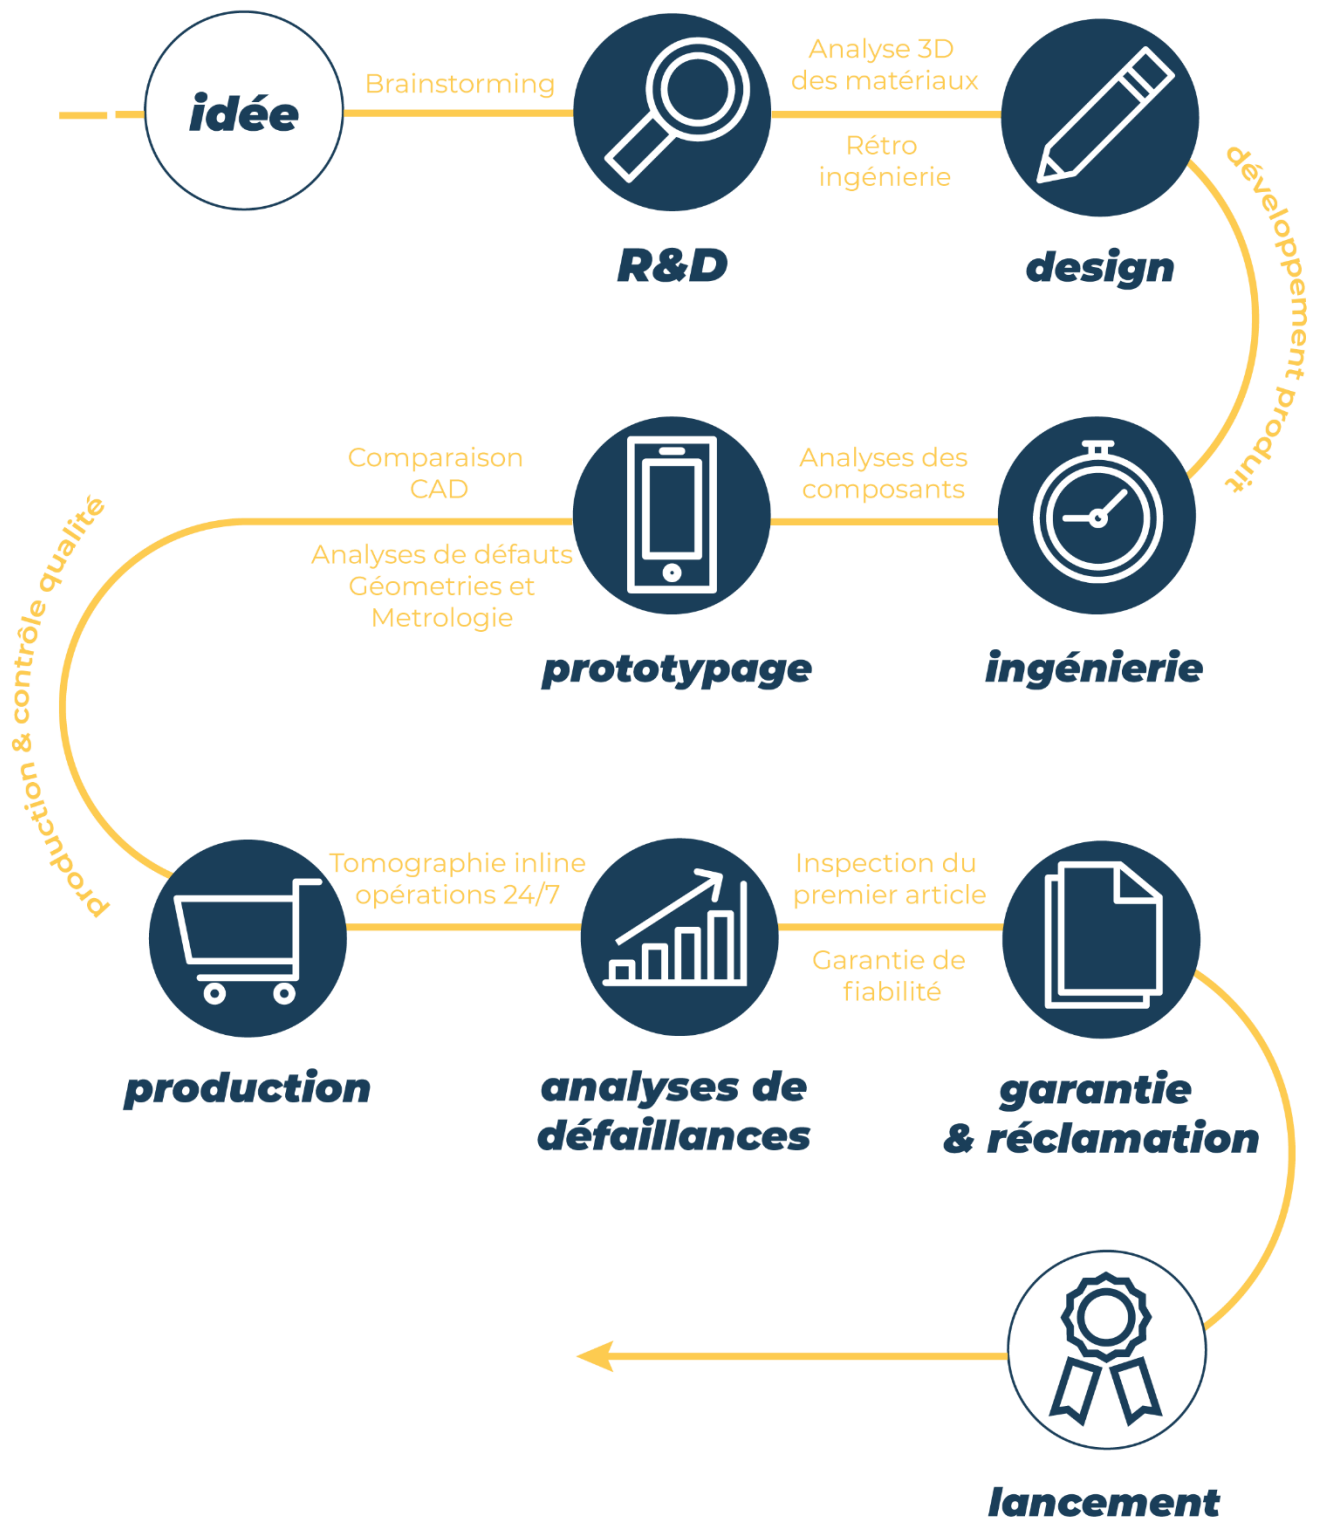 idée
Brainstorming
Analyse 3D
des matériaux
Rétro
ingénierie
R&D
design
développement produit
Comparaison
CAD
Analyses des
composants
Analyses de défauts
Géometries et
Metrologie
prototypage
ingénierie
production & contrôle qualité
Tomographie inline
opérations 24/7
Inspection du
premier article
Garantie de
fiabilité
production
analyses de
défaillances
garantie
& réclamation
lancement